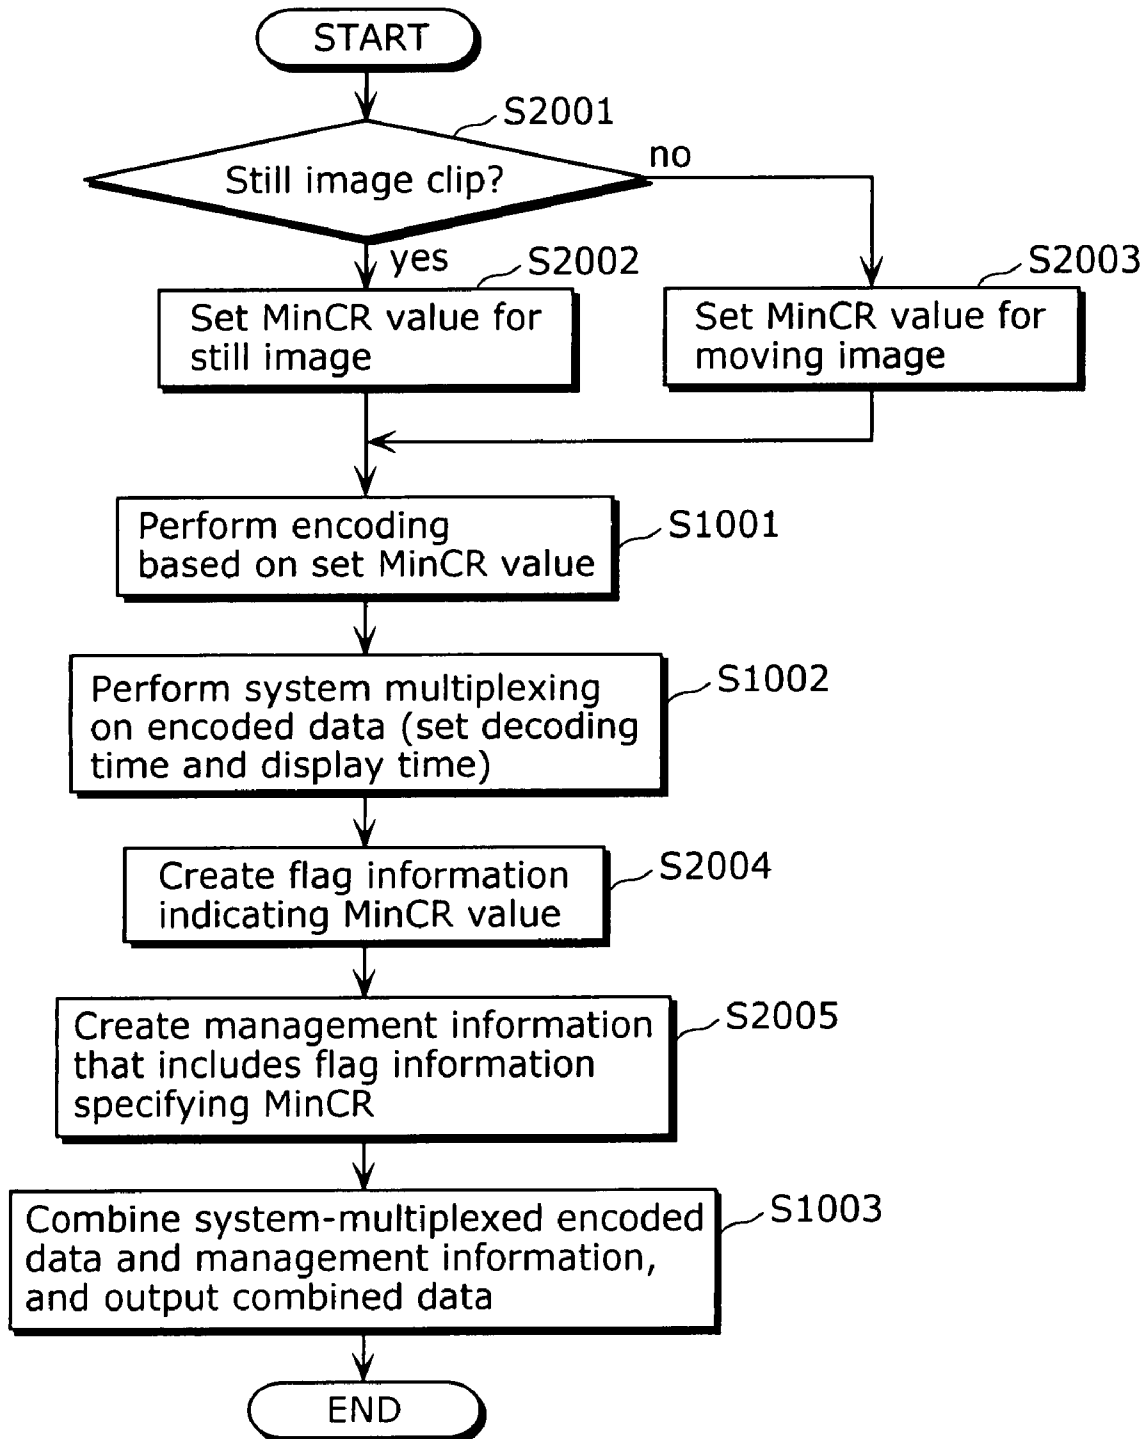 START
S2001
Still image clip?
no
yes
S2002
Set MinCR value for
still image
S2003
Set MinCR value for
moving image
Perform encoding
based on set MinCR value
S1001
Perform system multiplexing
on encoded data (set decoding
time and display time)
S1002
Create flag information
indicating MinCR value
S2004
Create management information
that includes flag information
specifying MinCR
S2005
Combine system-multiplexed encoded
data and management information,
and output combined data
S1003
END